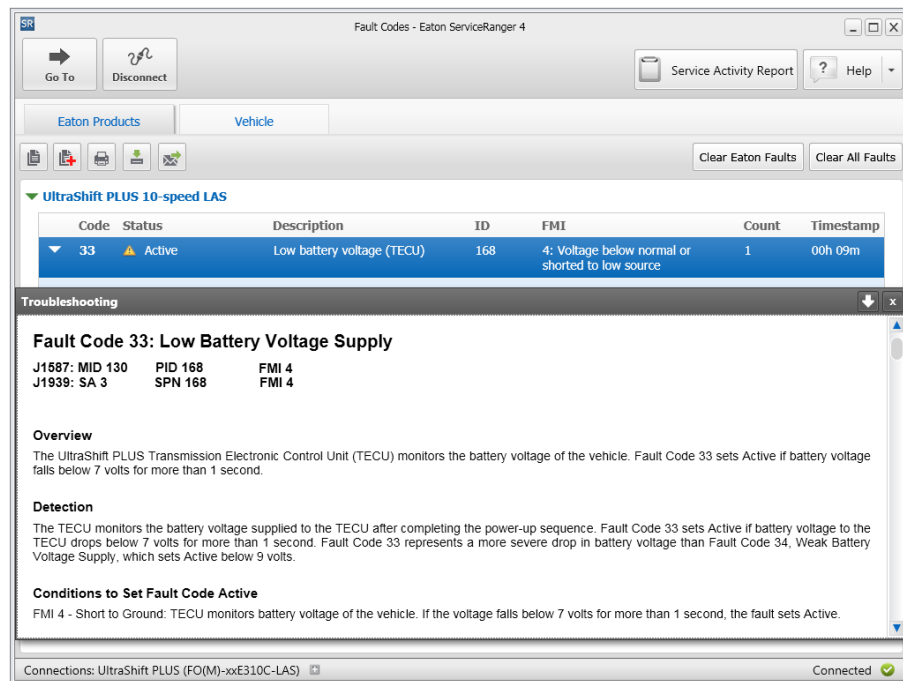 SR
Fault Codes - Eaton ServiceRanger 4
Go To
Disconnect
Service Activity Report
? Help
Eaton Products
Vehicle
Clear Eaton Faults
Clear All Faults
UltraShift PLUS 10-speed LAS
Code Status Description ID FMI Count Timestamp
33 Active Low battery voltage (TECU) 168 4: Voltage below normal or 1 00h 09m
shorted to low source
Troubleshooting
x
Fault Code 33: Low Battery Voltage Supply
J1587: MID 130 PID 168 FMI 4
J1939: SA 3 SPN 168 FMI 4
Overview
The UltraShift PLUS Transmission Electronic Control Unit (TECU) monitors the battery voltage of the vehicle. Fault Code 33 sets Active if battery voltage
falls below 7 volts for more than 1 second.
Detection
The TECU monitors the battery voltage supplied to the TECU after completing the power-up sequence. Fault Code 33 sets Active if battery voltage to the
TECU drops below 7 volts for more than 1 second. Fault Code 33 represents a more severe drop in battery voltage than Fault Code 34, Weak Battery
Voltage Supply, which sets Active below 9 volts.
Conditions to Set Fault Code Active
FMI 4 - Short to Ground: TECU monitors battery voltage of the vehicle. If the voltage falls below 7 volts for more than 1 second, the fault sets Active.
Connections: UltraShift PLUS (FO(M)-xxE310C-LAS)
Connected